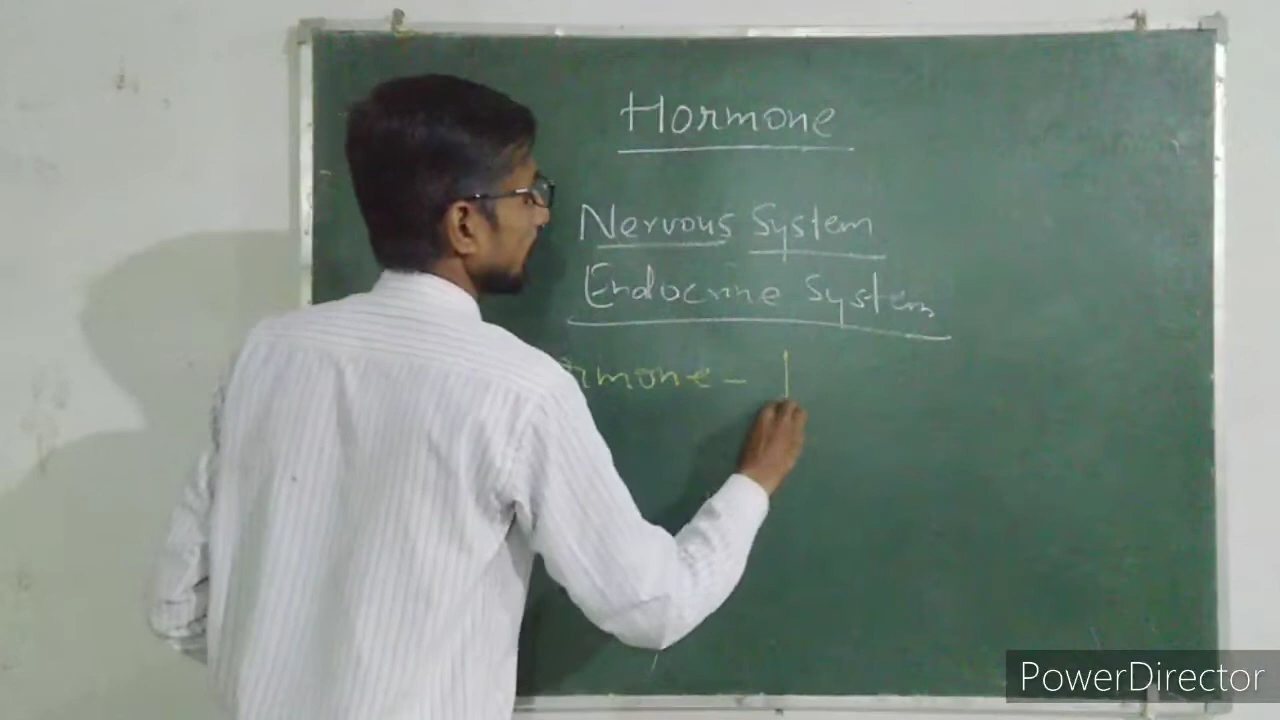 Hormone
Nervous System
Endocrine System
rmone -
PowerDirector